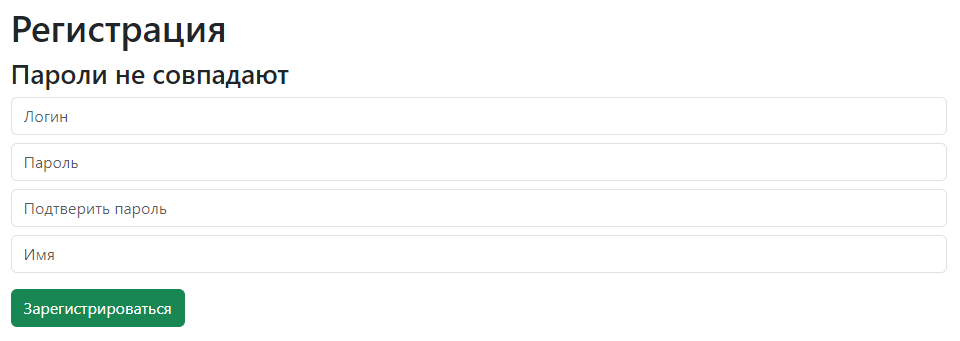 Регистрация
Пароли не совпадают
Логин
Пароль
Подтверить пароль
Имя
Зарегистрироваться